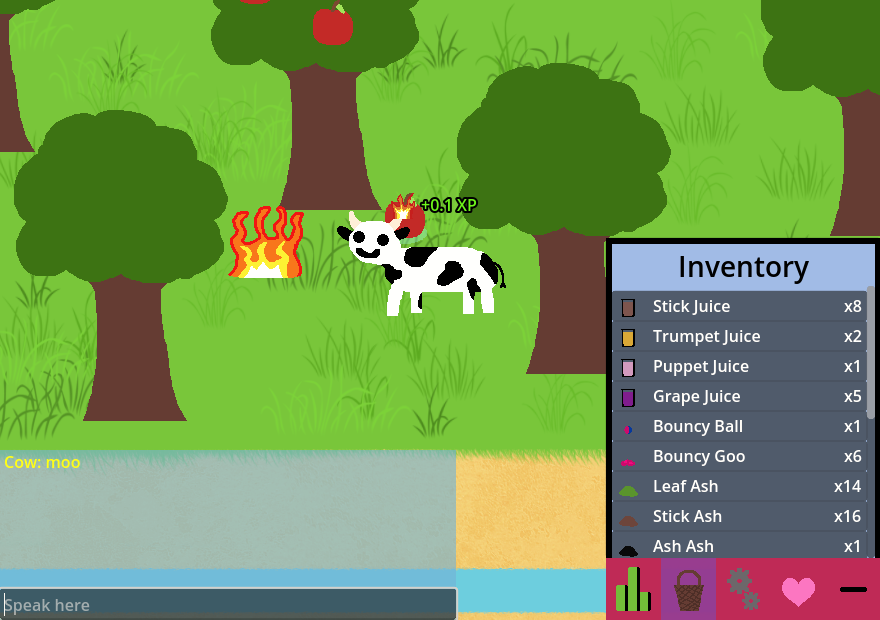 +0.1 XP
Inventory
Stick Juice x8
Trumpet Juice x2
Puppet Juice x1
Grape Juice x5
Bouncy Ball x1
Bouncy Goo x6
Leaf Ash x14
Stick Ash x16
Ash Ash x1
Cow: moo
Speak here